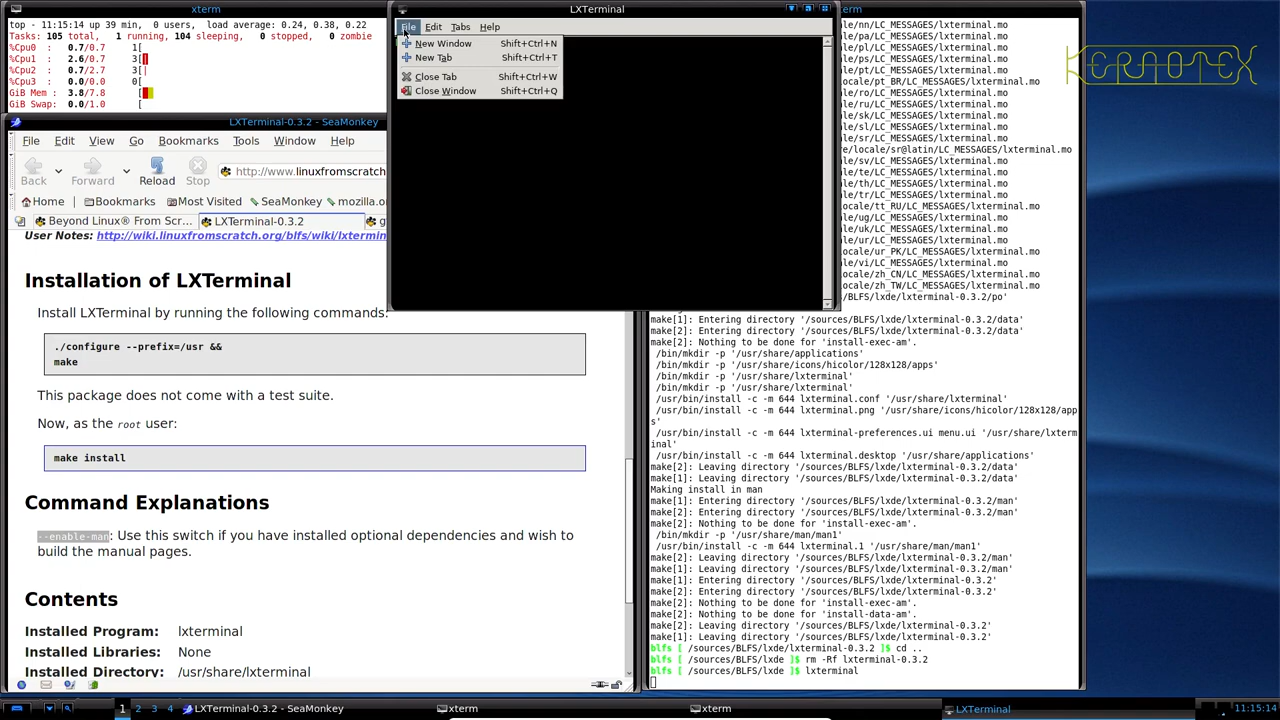 xterm
top - 11:15:14 up 39 min, 0 users, load average: 0.24, 0.38, 0.22
Tasks: 105 total, 1 running, 104 sleeping, 0 stopped, 0 zombie
%Cpu0 : 0.7/0.7 1[
%Cpu1 : 2.6/0.7 3[
%Cpu2 : 0.7/2.7 3[
%Cpu3 : 0.0/0.0 0[
GiB Mem : 3.8/7.8 [
GiB Swap: 0.0/1.0 [
LXTerminal
File Edit Tabs Help
New Window Shift+Ctrl+N
New Tab Shift+Ctrl+T
Close Tab Shift+Ctrl+W
Close Window Shift+Ctrl+Q
LXTerminal-0.3.2 - SeaMonkey
File Edit View Go Bookmarks Tools Window Help
Back Forward Reload Stop
http://www.linuxfromscratch
Home Bookmarks Most Visited SeaMonkey mozilla.o
Beyond Linux® From Scr... LXTerminal-0.3.2 g
User Notes: http://wiki.linuxfromscratch.org/blfs/wiki/lxtermin
Installation of LXTerminal
Install LXTerminal by running the following commands:
./configure --prefix=/usr &&
make
This package does not come with a test suite.
Now, as the root user:
make install
Command Explanations
--enable-man: Use this switch if you have installed optional dependencies and wish to
build the manual pages.
Contents
Installed Program: lxterminal
Installed Libraries: None
Installed Directory: /usr/share/lxterminal
le/nn/LC_MESSAGES/lxterminal.mo
le/pa/LC_MESSAGES/lxterminal.mo
le/pl/LC_MESSAGES/lxterminal.mo
le/ps/LC_MESSAGES/lxterminal.mo
le/pt/LC_MESSAGES/lxterminal.mo
ocale/pt_BR/LC_MESSAGES/lxterminal.mo
le/ro/LC_MESSAGES/lxterminal.mo
le/ru/LC_MESSAGES/lxterminal.mo
le/sk/LC_MESSAGES/lxterminal.mo
le/sl/LC_MESSAGES/lxterminal.mo
le/sr/LC_MESSAGES/lxterminal.mo
e/locale/sr@latin/LC_MESSAGES/lxterminal.mo
le/sv/LC_MESSAGES/lxterminal.mo
le/te/LC_MESSAGES/lxterminal.mo
le/th/LC_MESSAGES/lxterminal.mo
le/tr/LC_MESSAGES/lxterminal.mo
ocale/tt_RU/LC_MESSAGES/lxterminal.mo
le/ug/LC_MESSAGES/lxterminal.mo
le/uk/LC_MESSAGES/lxterminal.mo
le/ur/LC_MESSAGES/lxterminal.mo
ocale/ur_PK/LC_MESSAGES/lxterminal.mo
le/vi/LC_MESSAGES/lxterminal.mo
ocale/zh_CN/LC_MESSAGES/lxterminal.mo
ocale/zh_TW/LC_MESSAGES/lxterminal.mo
/BLFS/lxde/lxterminal-0.3.2/po'
make[1]: Entering directory '/sources/BLFS/lxde/lxterminal-0.3.2/data'
make[2]: Entering directory '/sources/BLFS/lxde/lxterminal-0.3.2/data'
make[2]: Nothing to be done for 'install-exec-am'.
/bin/mkdir -p '/usr/share/applications'
/bin/mkdir -p '/usr/share/icons/hicolor/128x128/apps'
/bin/mkdir -p '/usr/share/lxterminal'
/bin/mkdir -p '/usr/share/lxterminal'
/usr/bin/install -c -m 644 lxterminal.conf '/usr/share/lxterminal'
/usr/bin/install -c -m 644 lxterminal.png '/usr/share/icons/hicolor/128x128/app
s'
/usr/bin/install -c -m 644 lxterminal-preferences.ui menu.ui '/usr/share/lxterm
inal'
/usr/bin/install -c -m 644 lxterminal.desktop '/usr/share/applications'
make[2]: Leaving directory '/sources/BLFS/lxde/lxterminal-0.3.2/data'
make[1]: Leaving directory '/sources/BLFS/lxde/lxterminal-0.3.2/data'
Making install in man
make[1]: Entering directory '/sources/BLFS/lxde/lxterminal-0.3.2/man'
make[2]: Entering directory '/sources/BLFS/lxde/lxterminal-0.3.2/man'
make[2]: Nothing to be done for 'install-exec-am'.
/bin/mkdir -p '/usr/share/man/man1'
/usr/bin/install -c -m 644 lxterminal.1 '/usr/share/man/man1'
make[2]: Leaving directory '/sources/BLFS/lxde/lxterminal-0.3.2/man'
make[1]: Leaving directory '/sources/BLFS/lxde/lxterminal-0.3.2/man'
make[1]: Entering directory '/sources/BLFS/lxde/lxterminal-0.3.2'
make[2]: Entering directory '/sources/BLFS/lxde/lxterminal-0.3.2'
make[2]: Nothing to be done for 'install-exec-am'.
make[2]: Nothing to be done for 'install-data-am'.
make[2]: Leaving directory '/sources/BLFS/lxde/lxterminal-0.3.2'
make[1]: Leaving directory '/sources/BLFS/lxde/lxterminal-0.3.2'
blfs [ /sources/BLFS/lxde/lxterminal-0.3.2 ]$ cd ..
blfs [ /sources/BLFS/lxde ]$ rm -Rf lxterminal-0.3.2
blfs [ /sources/BLFS/lxde ]$ lxterminal
KEROTEX
1 2 3 4 LXTerminal-0.3.2 - SeaMonkey xterm xterm LXTerminal 11:15:14